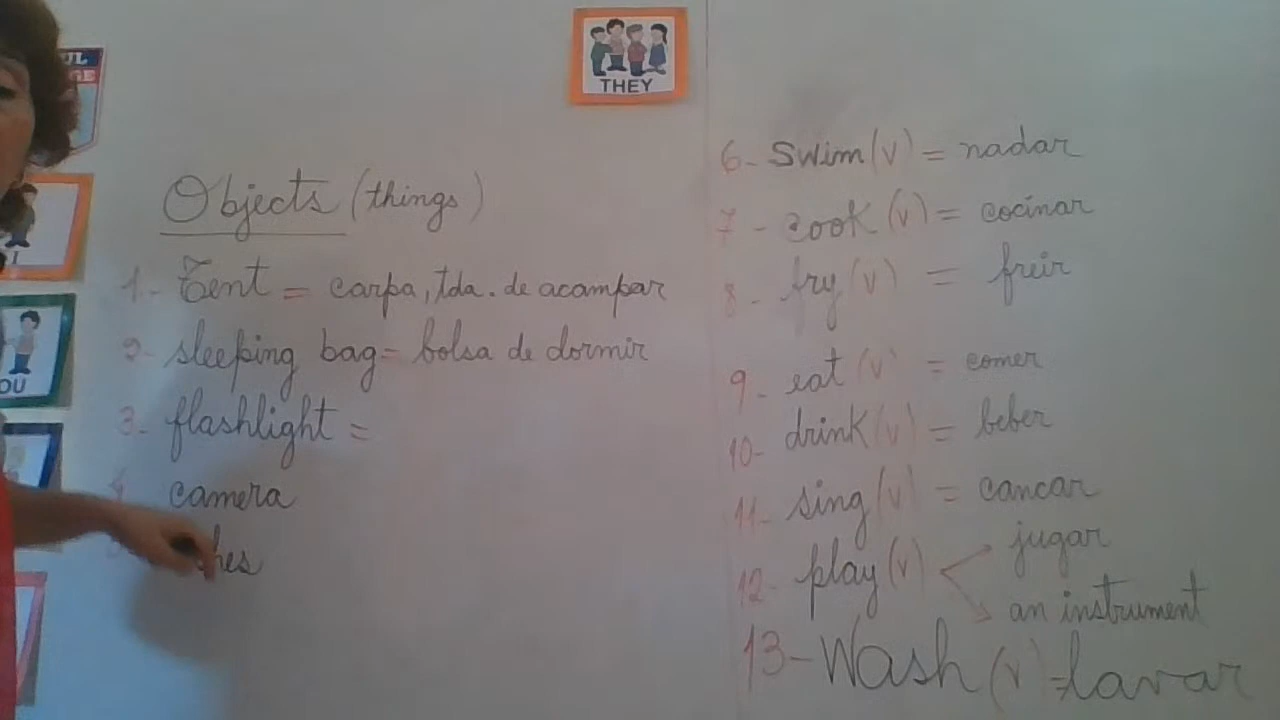 THEY
Objects (things)
1- Tent = carpa, tda. de acampar
2- sleeping bag = bolsa de dormir
3- flashlight =
camera
hes
6- Swim (v) = nadar
7- cook (v) = cocinar
8- fry (v) = freir
9- eat (v) = comer
10- drink (v) = beber
11- sing (v) = cancar
12- play (v) jugar
an instrument
13- Wash (v) = lavar
I
OU